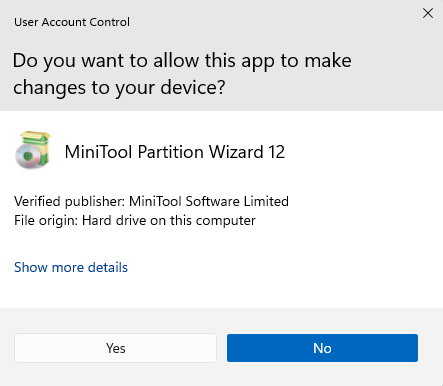 User Account Control
Do you want to allow this app to make
changes to your device?
MiniTool Partition Wizard 12
Verified publisher: MiniTool Software Limited
File origin: Hard drive on this computer
Show more details
Yes
No